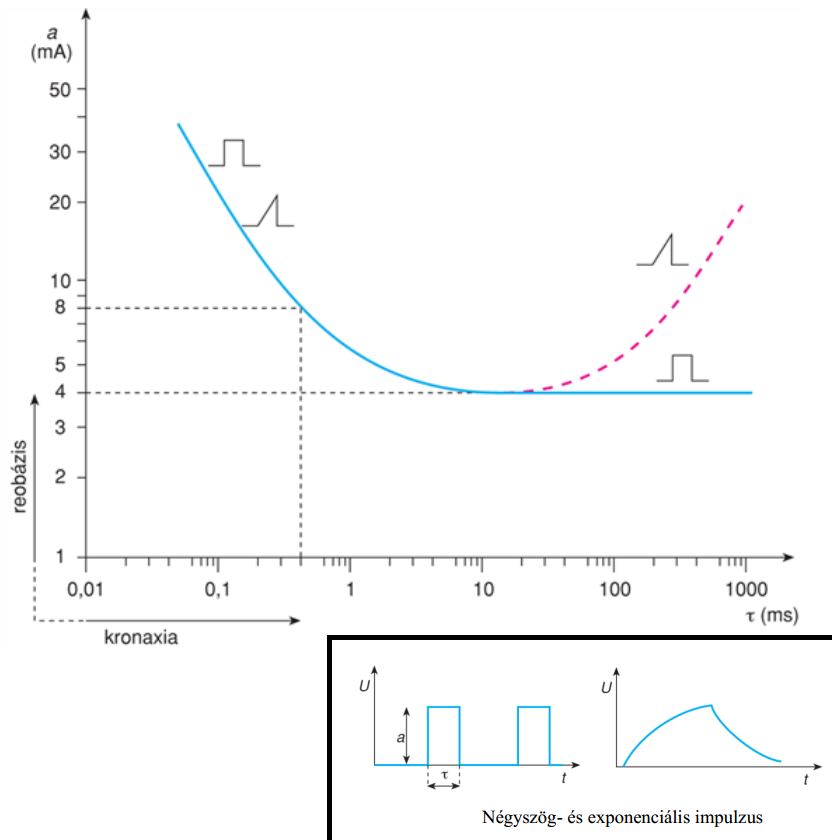 a
(mA)
50
30
20
10
8
5
4
3
2
1
reobázis
0,01 0,1 1 10 100 1000
τ (ms)
kronaxia
U
a
τ
t
U
t
Négyszög- és exponenciális impulzus